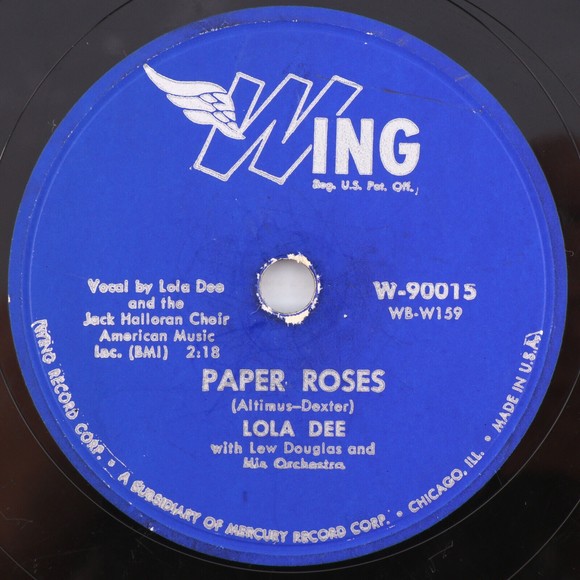 WING
Reg. U.S. Pat. Off.
Vocal by Lola Dee
and the
Jack Halloran Choir
American Music
Inc. (BMI) 2:18
W-90015
WB-W159
PAPER ROSES
(Altimus-Dexter)
LOLA DEE
with Lew Douglas and
His Orchestra
(WING RECORD CORP. • A SUBSIDIARY OF MERCURY RECORD CORP. • CHICAGO, ILL. • MADE IN U.S.A.)